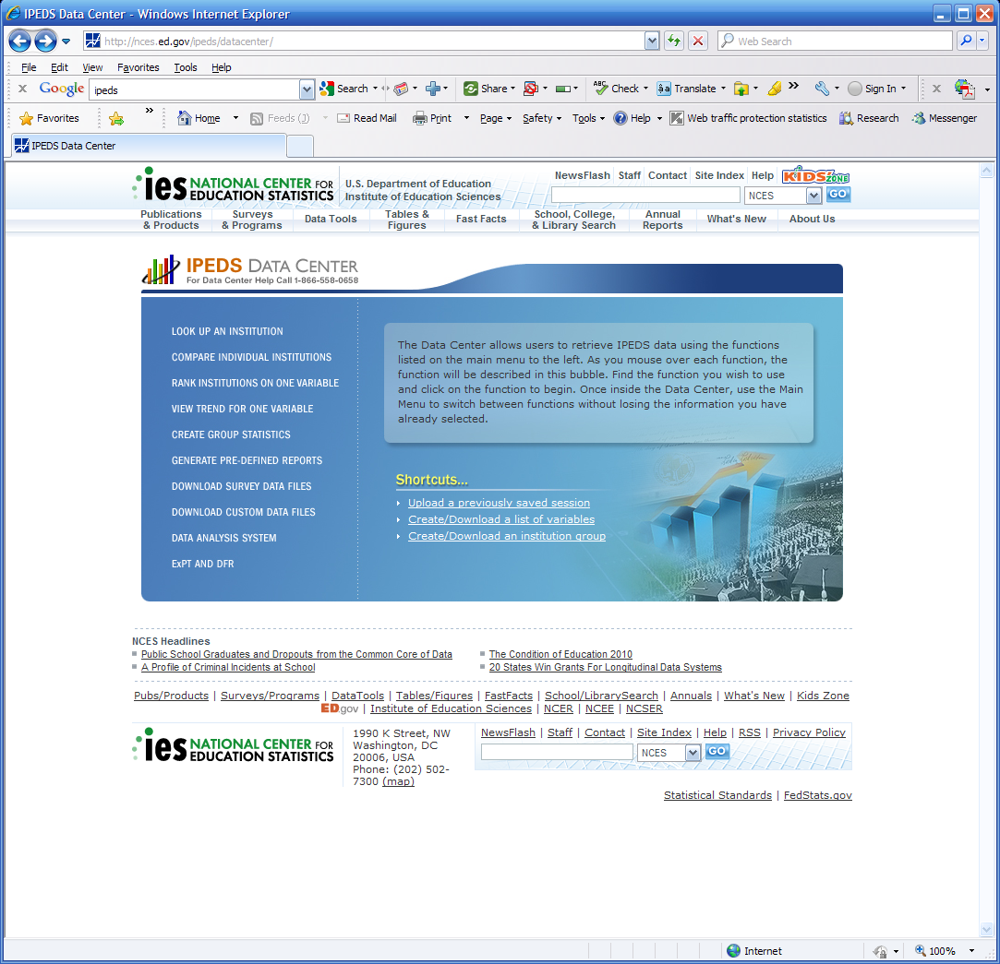 IPEDS Data Center - Windows Internet Explorer
http://nces.ed.gov/ipeds/datacenter/
Web Search
File Edit View Favorites Tools Help
Google ipeds Search Share Check Translate Sign In
Favorites Home Feeds (J) Read Mail Print Page Safety Tools Help Web traffic protection statistics Research Messenger
IPEDS Data Center
ies NATIONAL CENTER FOR EDUCATION STATISTICS
U.S. Department of Education
Institute of Education Sciences
NewsFlash Staff Contact Site Index Help KIDS ZONE
NCES GO
Publications & Products
Surveys & Programs
Data Tools
Tables & Figures
Fast Facts
School, College, & Library Search
Annual Reports
What's New
About Us
IPEDS DATA CENTER
For Data Center Help Call 1-866-558-0658
LOOK UP AN INSTITUTION
COMPARE INDIVIDUAL INSTITUTIONS
RANK INSTITUTIONS ON ONE VARIABLE
VIEW TREND FOR ONE VARIABLE
CREATE GROUP STATISTICS
GENERATE PRE-DEFINED REPORTS
DOWNLOAD SURVEY DATA FILES
DOWNLOAD CUSTOM DATA FILES
DATA ANALYSIS SYSTEM
ExPT AND DFR
The Data Center allows users to retrieve IPEDS data using the functions
listed on the main menu to the left. As you mouse over each function, the
function will be described in this bubble. Find the function you wish to use
and click on the function to begin. Once inside the Data Center, use the Main
Menu to switch between functions without losing the information you have
already selected.
Shortcuts...
Upload a previously saved session
Create/Download a list of variables
Create/Download an institution group
NCES Headlines
Public School Graduates and Dropouts from the Common Core of Data
A Profile of Criminal Incidents at School
The Condition of Education 2010
20 States Win Grants For Longitudinal Data Systems
Pubs/Products | Surveys/Programs | DataTools | Tables/Figures | FastFacts | School/LibrarySearch | Annuals | What's New | Kids Zone
ED.gov | Institute of Education Sciences | NCER | NCEE | NCSER
ies NATIONAL CENTER FOR EDUCATION STATISTICS
1990 K Street, NW
Washington, DC
20006, USA
Phone: (202) 502-
7300 (map)
NewsFlash | Staff | Contact | Site Index | Help | RSS | Privacy Policy
NCES GO
Statistical Standards | FedStats.gov
Internet 100%